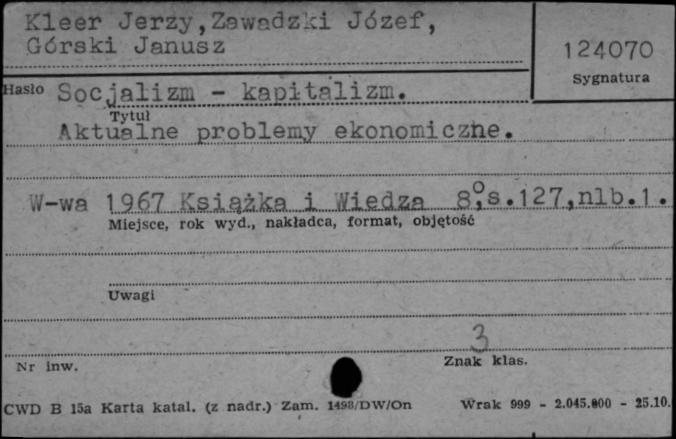 Kleer Jerzy,Zawadzki Józef,
Górski Janusz
124070
Sygnatura
Hasło Socjalizm - kapitalizm.
Tytuł
Aktualne problemy ekonomiczne.
W-wa 1967 Książka i Wiedza 8°,s.127,nlb.1.
Miejsce, rok wyd., nakładca, format, objętość
Uwagi
3
Nr inw.
Znak klas.
CWD B 15a Karta katal. (z nadr.) Zam. 1498/DW/On Wrak 999 - 2.045.000 - 25.10.